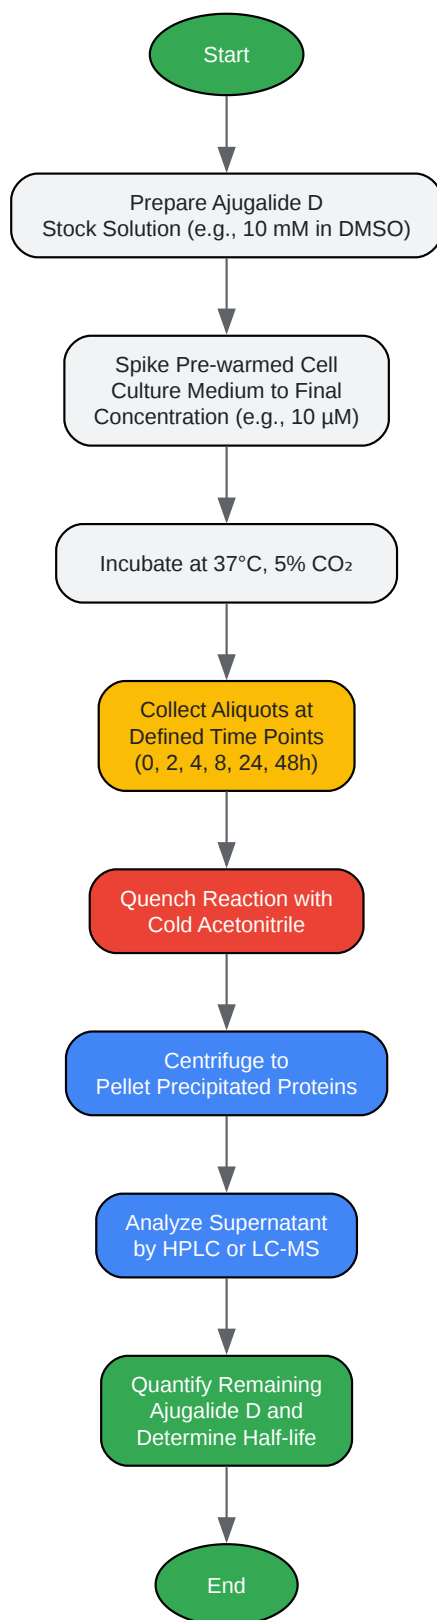 Start
Prepare Ajugalide D
Stock Solution (e.g., 10 mM in DMSO)
Spike Pre-warmed Cell
Culture Medium to Final
Concentration (e.g., 10 µM)
Incubate at 37°C, 5% CO₂
Collect Aliquots at
Defined Time Points
(0, 2, 4, 8, 24, 48h)
Quench Reaction with
Cold Acetonitrile
Centrifuge to
Pellet Precipitated Proteins
Analyze Supernatant
by HPLC or LC-MS
Quantify Remaining
Ajugalide D and
Determine Half-life
End